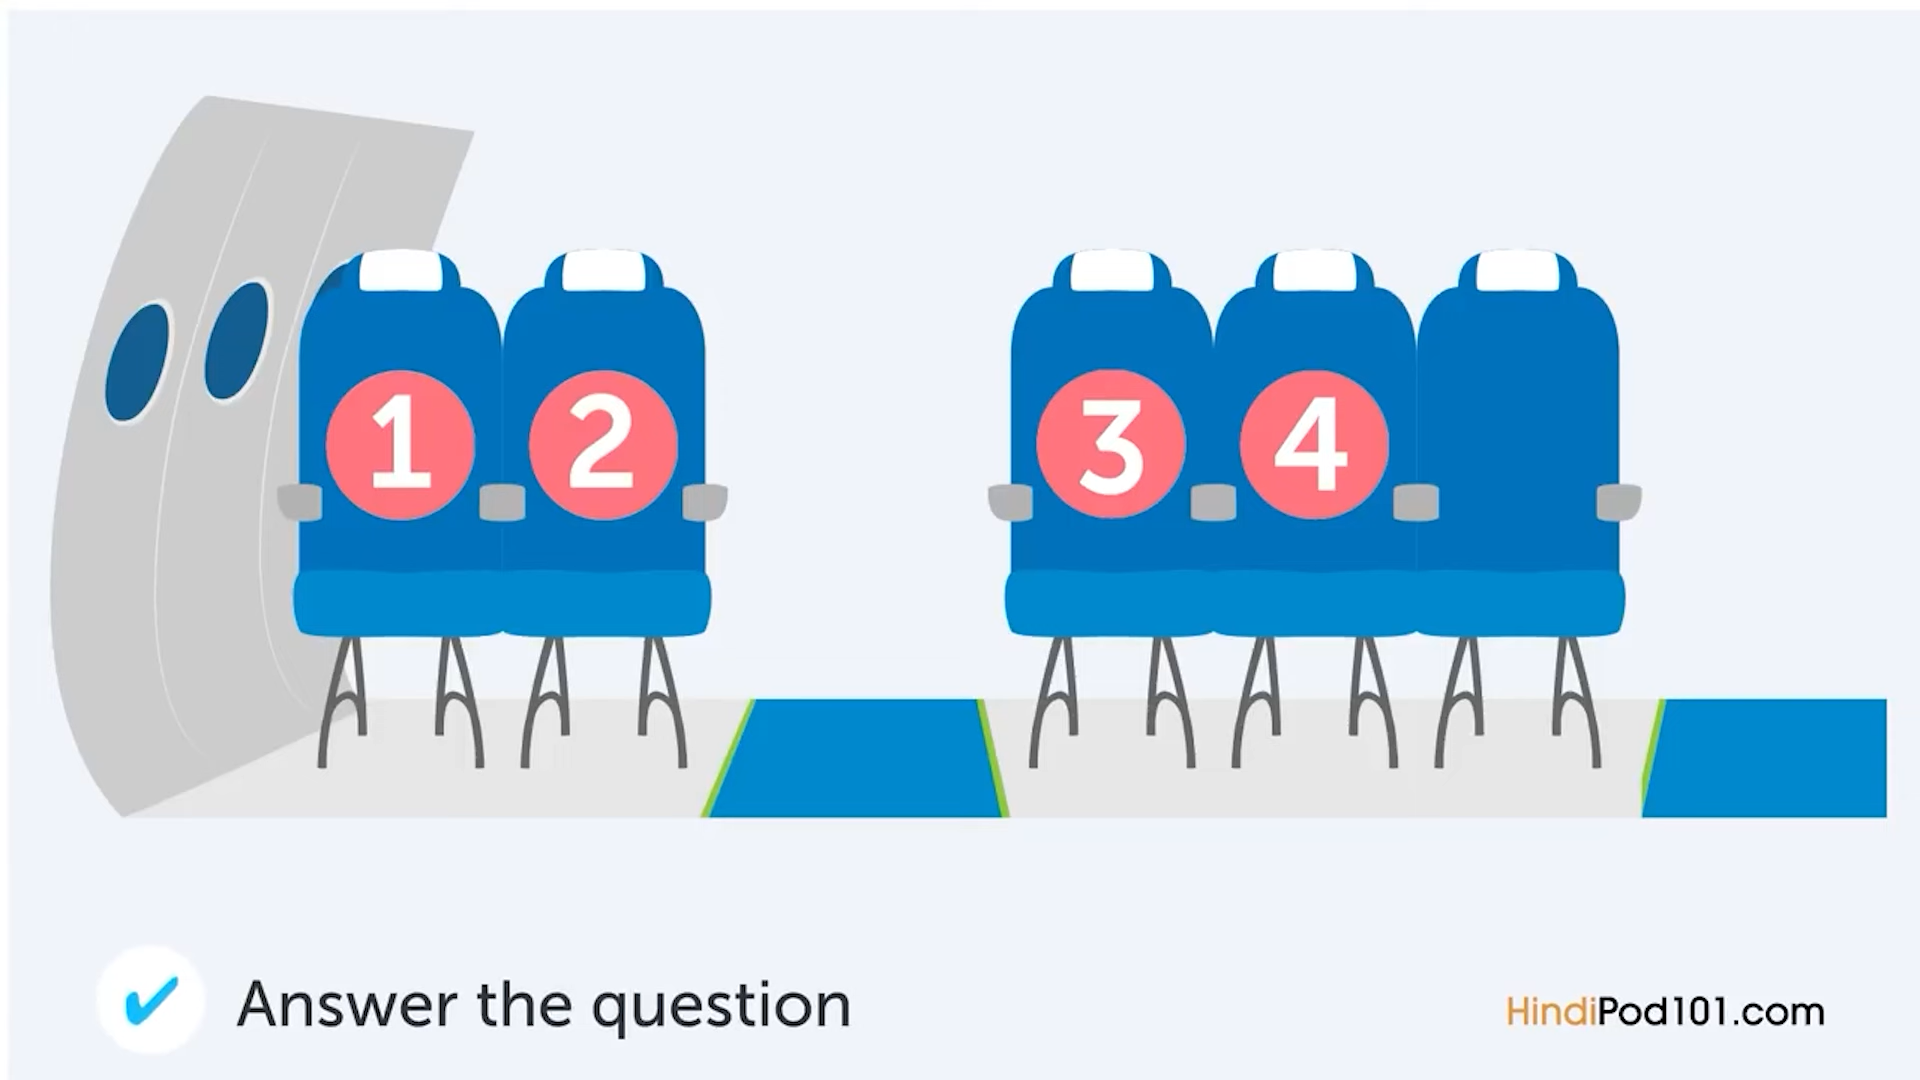 1 2 3 4
✔ Answer the question
HindiPod101.com